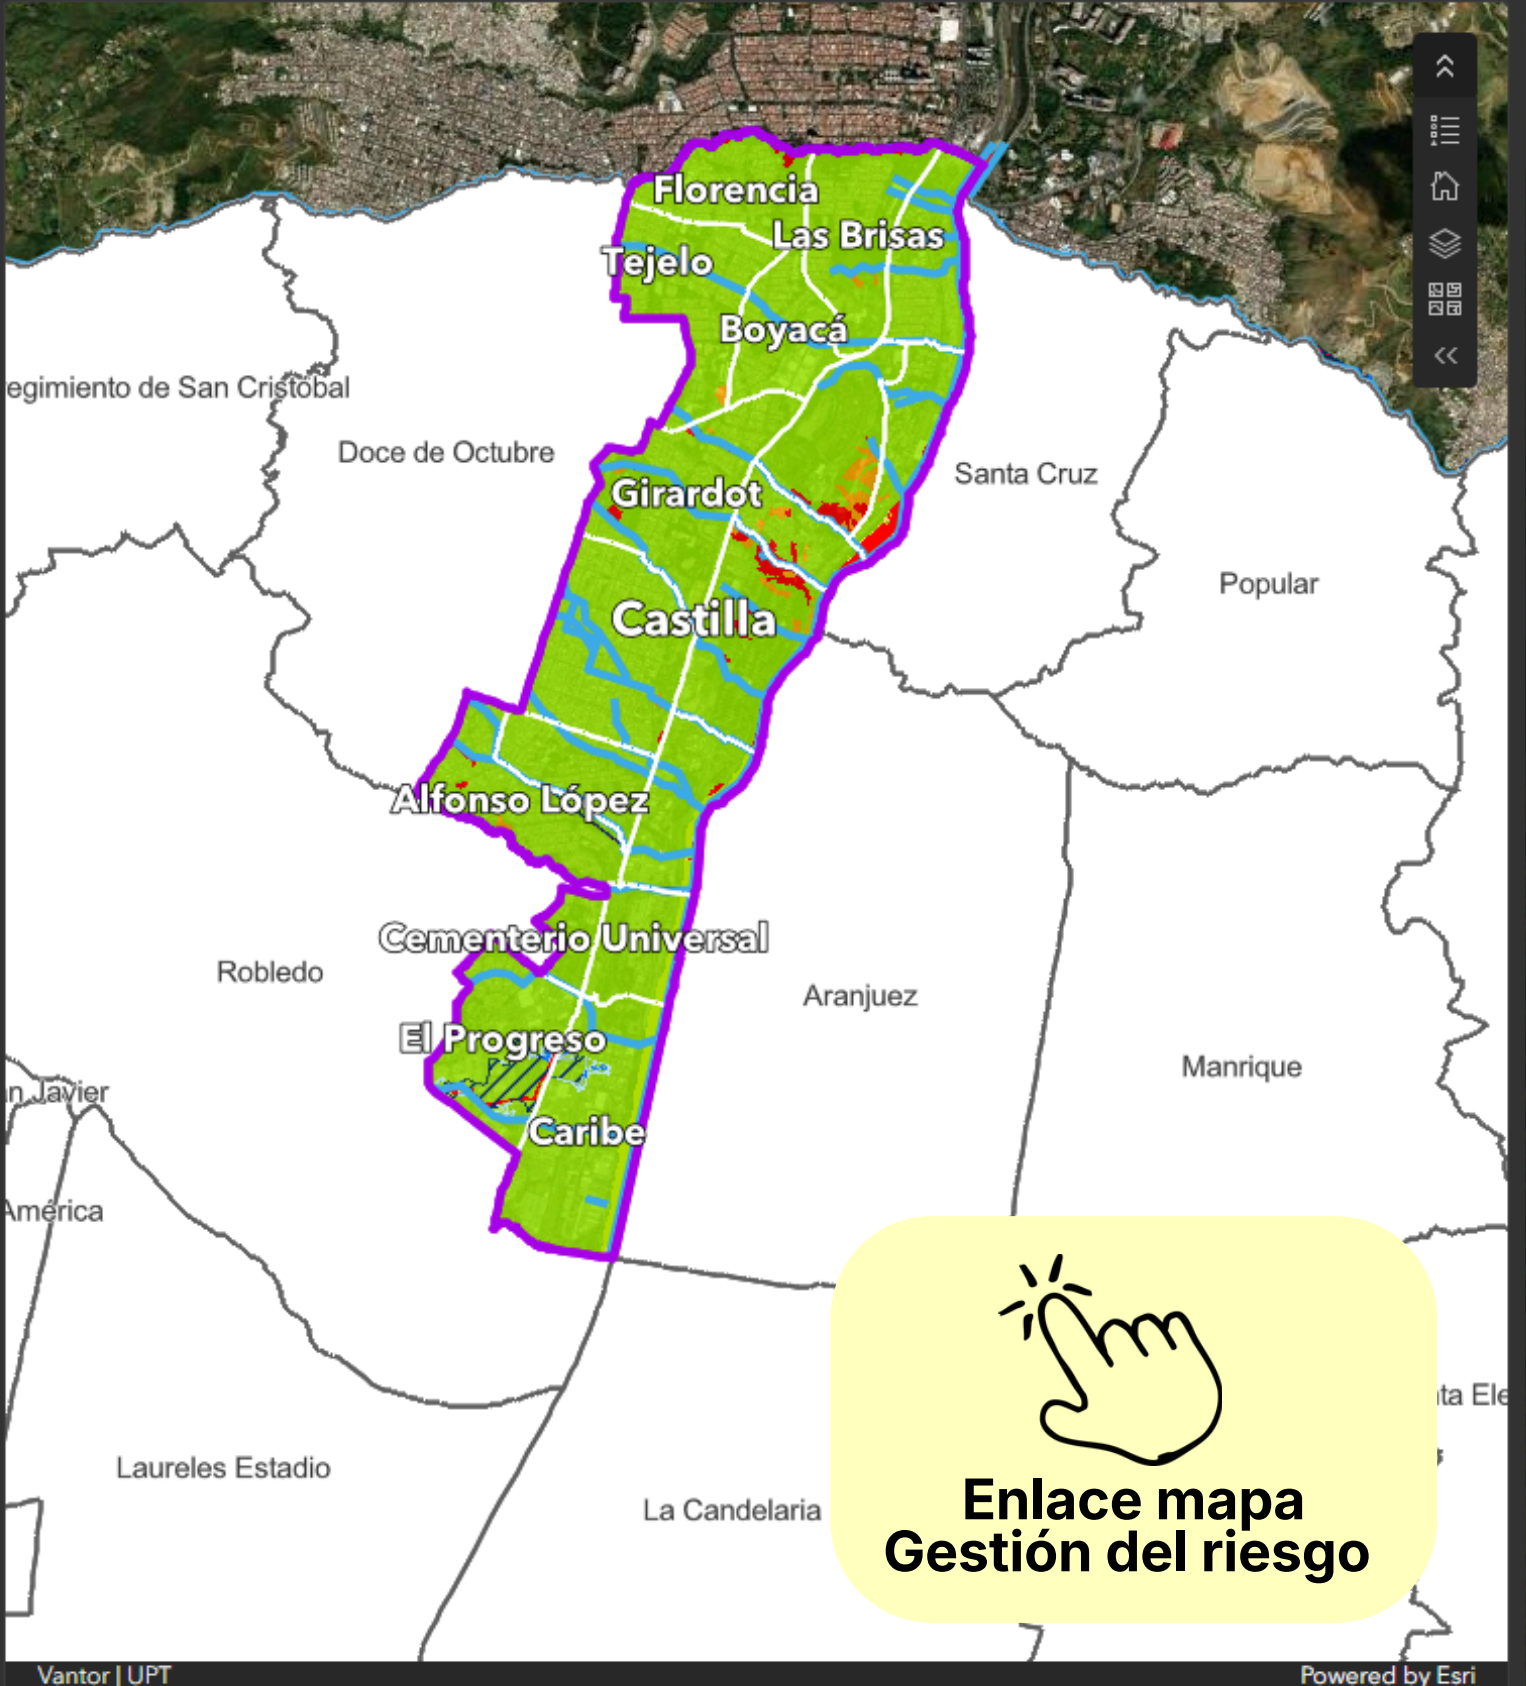 Florencia
Las Brisas
Tejelo
Boyacá
egimiento de San Cristóbal
Doce de Octubre
Santa Cruz
Girardot
Popular
Castilla
Alfonso López
Cementerio Universal
Robledo
Aranjuez
El Progreso
Manrique
n Javier
Caribe
América
nta Ele
Laureles Estadio
La Candelaria
Enlace mapa
Gestión del riesgo
Vantor | UPT
Powered by Esri